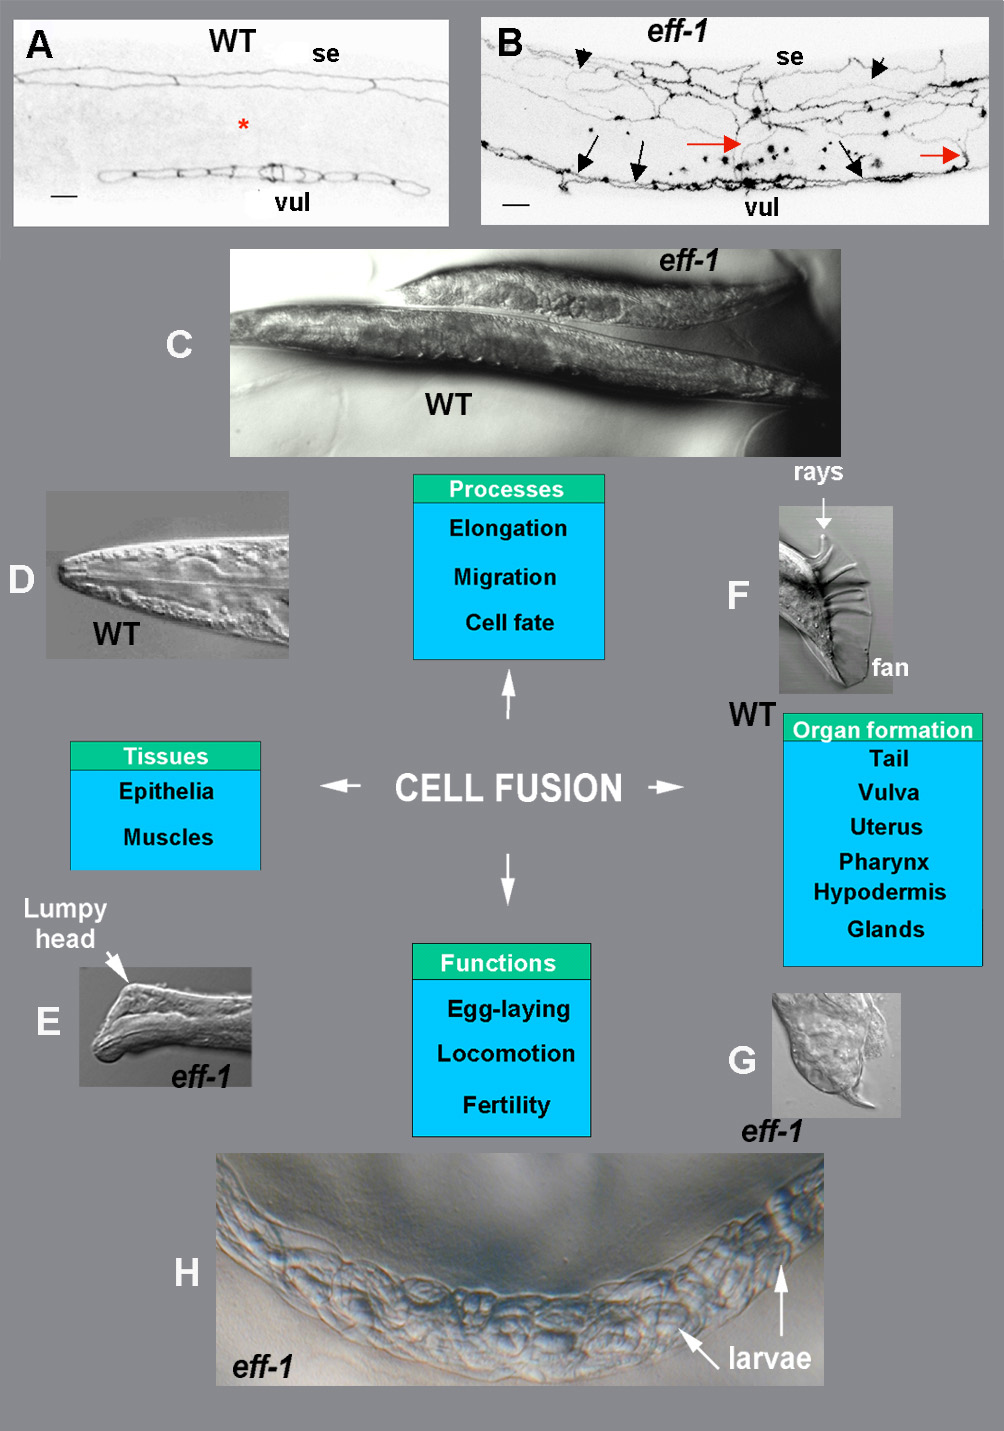 A
WT
se
*
vul
B
eff-1
se
vul
C
eff-1
WT
D
WT
Processes
Elongation
Migration
Cell fate
rays
F
fan
WT
Tissues
Epithelia
Muscles
CELL FUSION
Organ formation
Tail
Vulva
Uterus
Pharynx
Hypodermis
Glands
Lumpy
head
E
eff-1
Functions
Egg-laying
Locomotion
Fertility
G
eff-1
H
eff-1
larvae